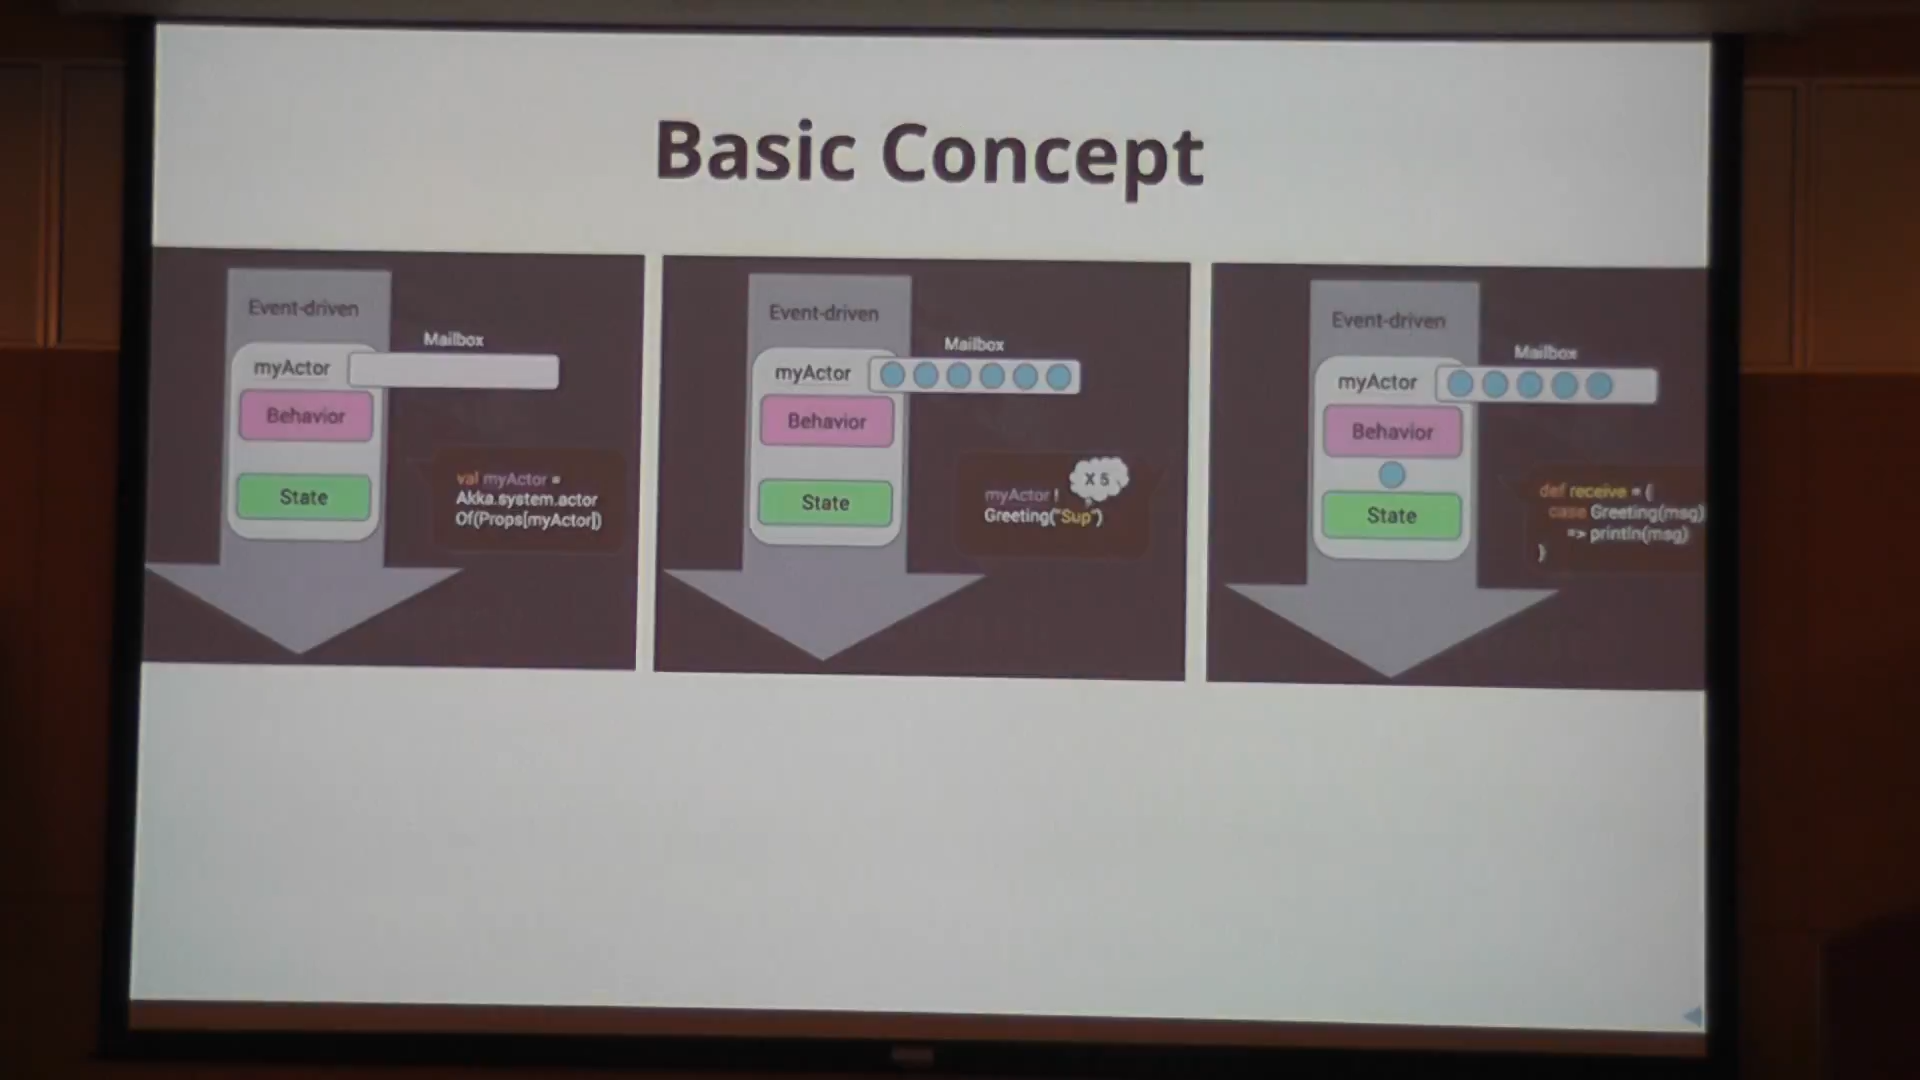 Basic Concept
Event-driven
Mailbox
myActor
Behavior
State
val myActor =
Akka.system.actor
Of(Props[myActor])
Event-driven
Mailbox
myActor
Behavior
State
X 5
myActor !
Greeting("Sup")
Event-driven
Mailbox
myActor
Behavior
State
def receive = {
case Greeting(msg)
=> println(msg)
}